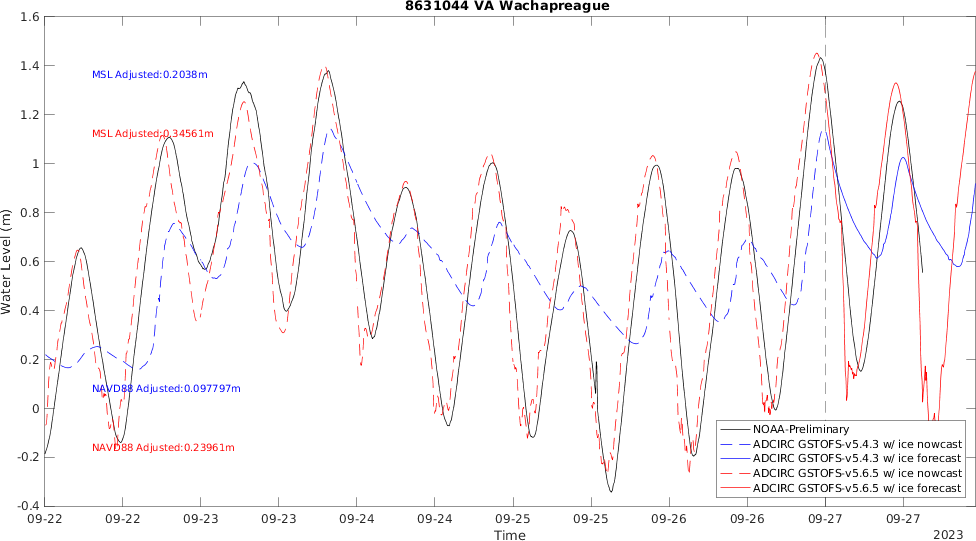 8631044 VA Wachapreague
1.6
1.4
1.2
1
0.8
0.6
0.4
0.2
0
-0.2
-0.4
Water Level (m)
MSL Adjusted:0.2038m
MSL Adjusted:0.34561m
NAVD88 Adjusted:0.097797m
NAVD88 Adjusted:0.23961m
NOAA-Preliminary
ADCIRC GSTOFS-v5.4.3 w/ ice nowcast
ADCIRC GSTOFS-v5.4.3 w/ ice forecast
ADCIRC GSTOFS-v5.6.5 w/ ice nowcast
ADCIRC GSTOFS-v5.6.5 w/ ice forecast
09-22 09-22 09-23 09-23 09-24 09-24 09-25 09-25 09-26 09-26 09-27 09-27
2023
Time